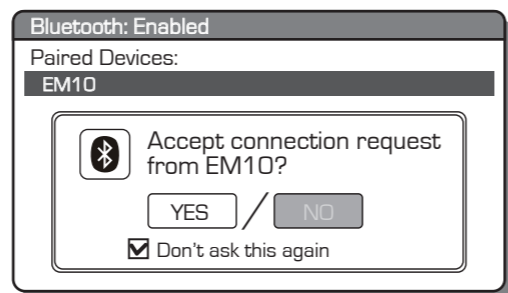 Bluetooth: Enabled
Paired Devices:
EM10
Accept connection request
from EM10?
YES / NO
Don't ask this again